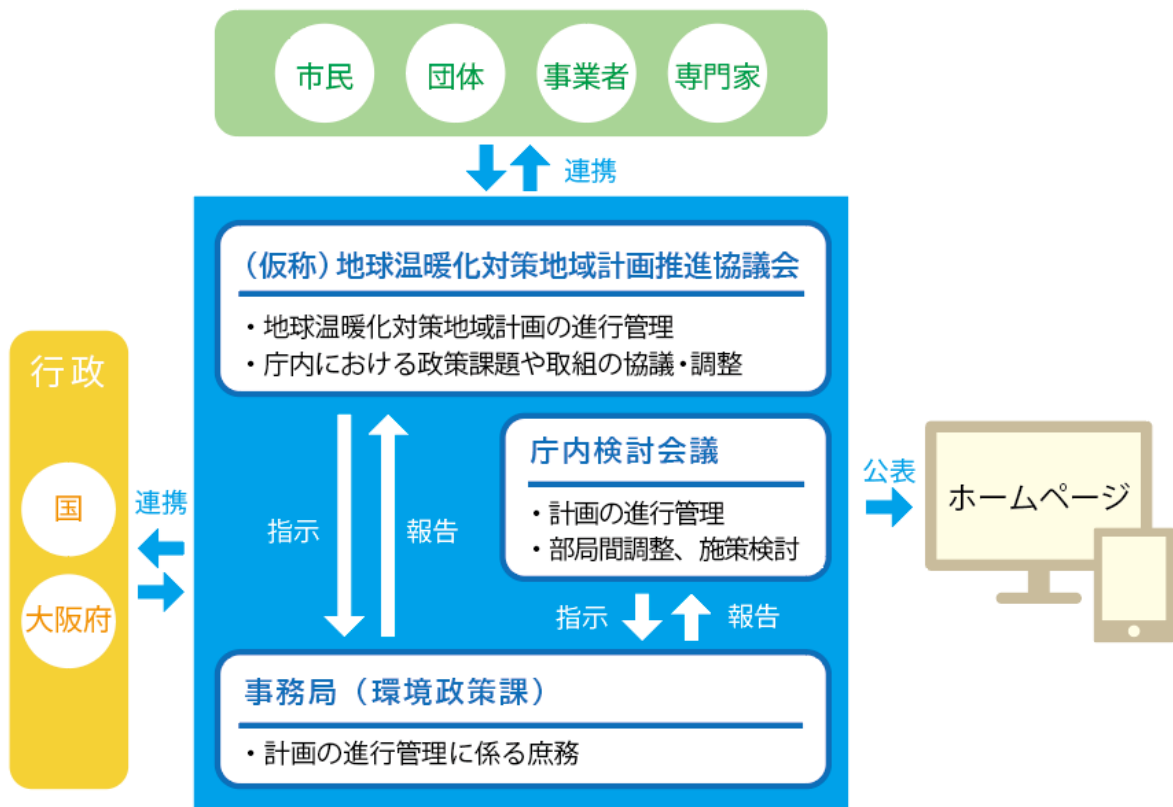 市民
団体
事業者
専門家
連携
（仮称）地球温暖化対策地域計画推進協議会
・地球温暖化対策地域計画の進行管理
・庁内における政策課題や取組の協議・調整
行政
国
大阪府
連携
指示
報告
庁内検討会議
・計画の進行管理
・部局間調整、施策検討
指示
報告
事務局（環境政策課）
・計画の進行管理に係る庶務
公表
ホームページ